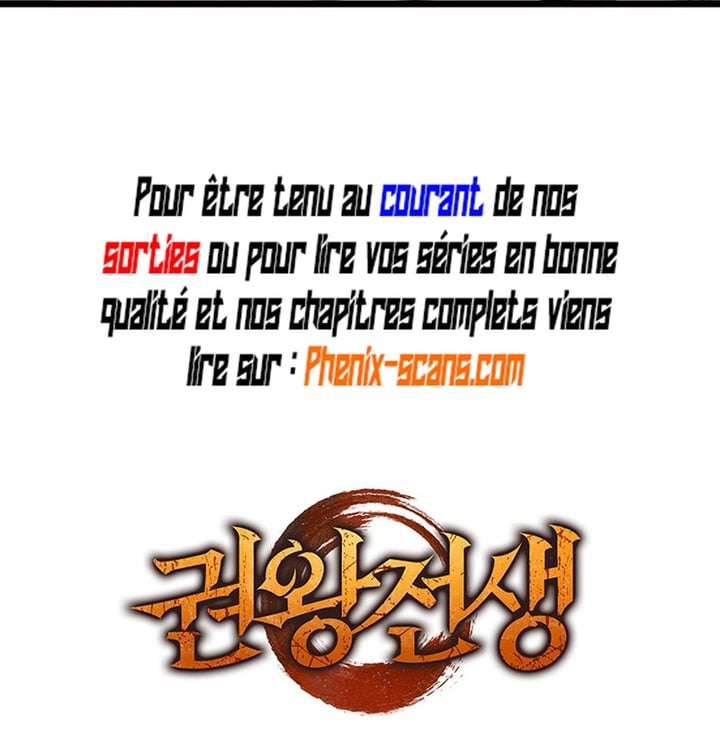 Pour être tenu au courant de nos
sorties ou pour lire vos séries en bonne
qualité et nos chapitres complets viens
lire sur : Phenix-scans.com
권왕전생